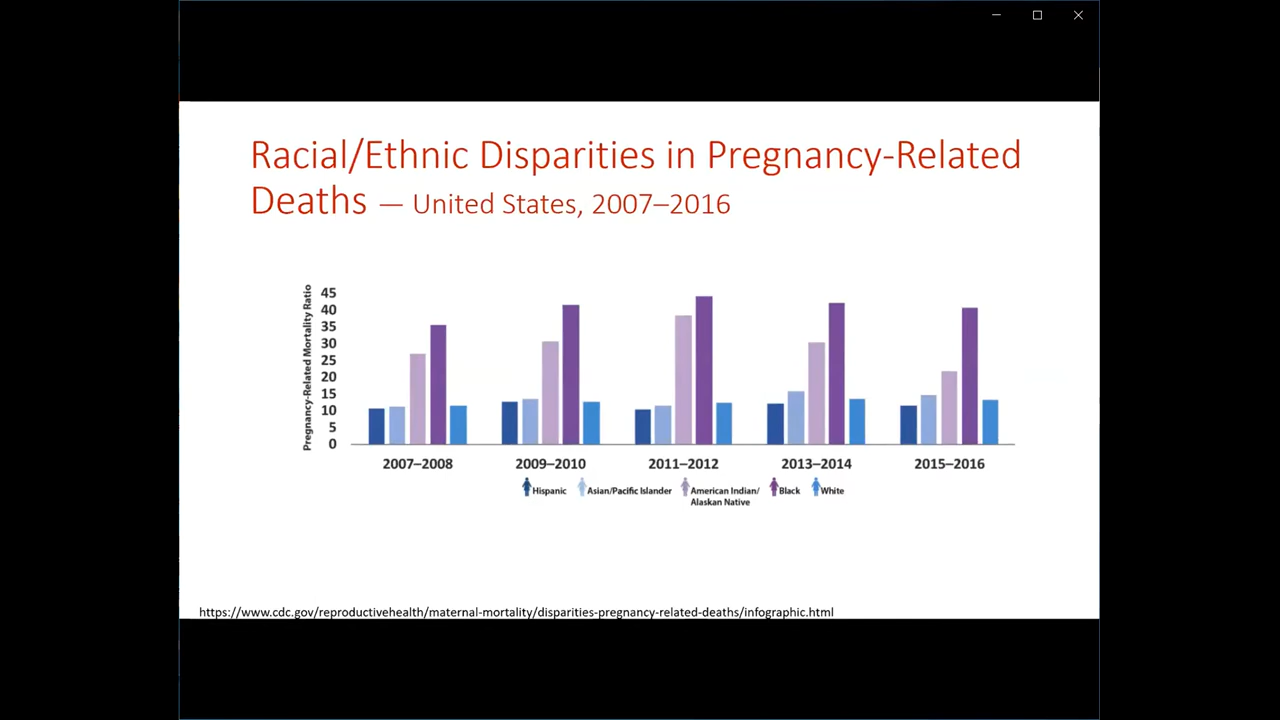 Racial/Ethnic Disparities in Pregnancy-Related
Deaths — United States, 2007–2016
Pregnancy-Related Mortality Ratio
45
40
35
30
25
20
15
10
5
0
2007–2008 2009–2010 2011–2012 2013–2014 2015–2016
Hispanic Asian/Pacific Islander American Indian/ Black White
Alaskan Native
https://www.cdc.gov/reproductivehealth/maternal-mortality/disparities-pregnancy-related-deaths/infographic.html